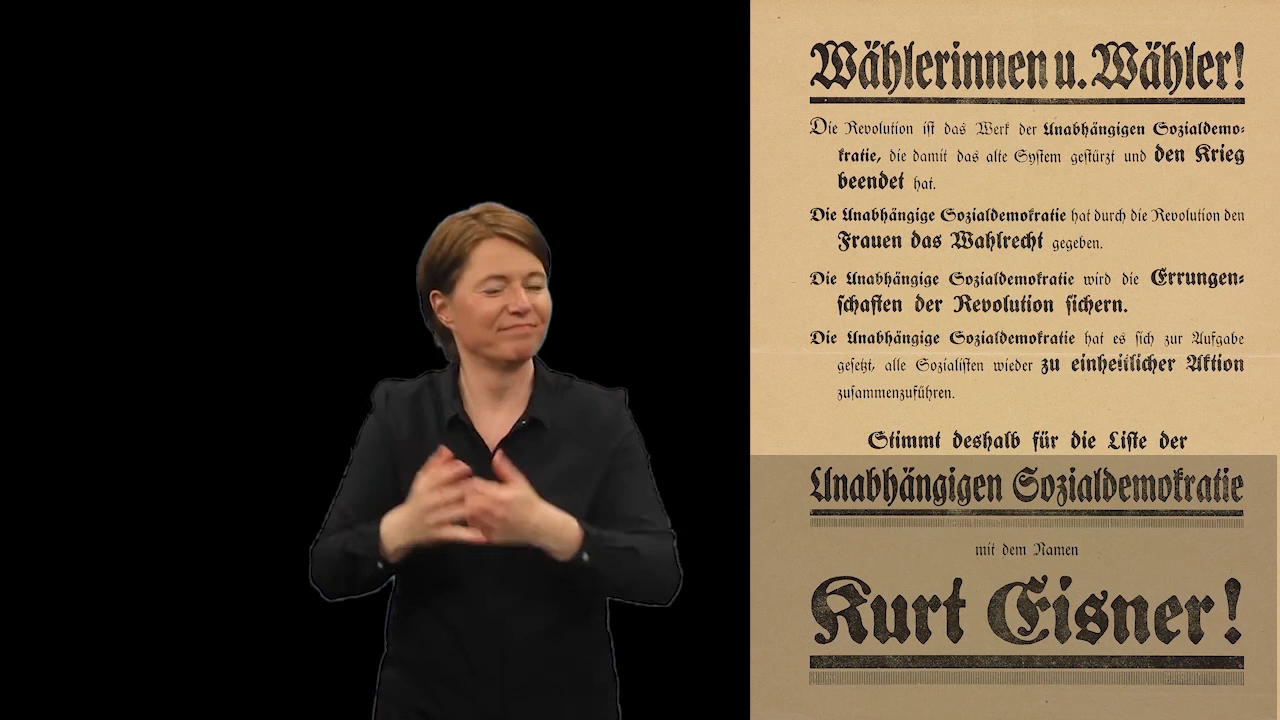 Wählerinnen u. Wähler!
Die Revolution ist das Werk der Unabhängigen Sozialdemo-
kratie, die damit das alte System gestürzt und den Krieg
beendet hat.
Die Unabhängige Sozialdemokratie hat durch die Revolution den
Frauen das Wahlrecht gegeben.
Die Unabhängige Sozialdemokratie wird die Errungen-
schaften der Revolution sichern.
Die Unabhängige Sozialdemokratie hat es sich zur Aufgabe
gesetzt, alle Sozialisten wieder zu einheitlicher Aktion
zusammenzuführen.
Stimmt deshalb für die Liste der
Unabhängigen Sozialdemokratie
mit dem Namen
Kurt Eisner!